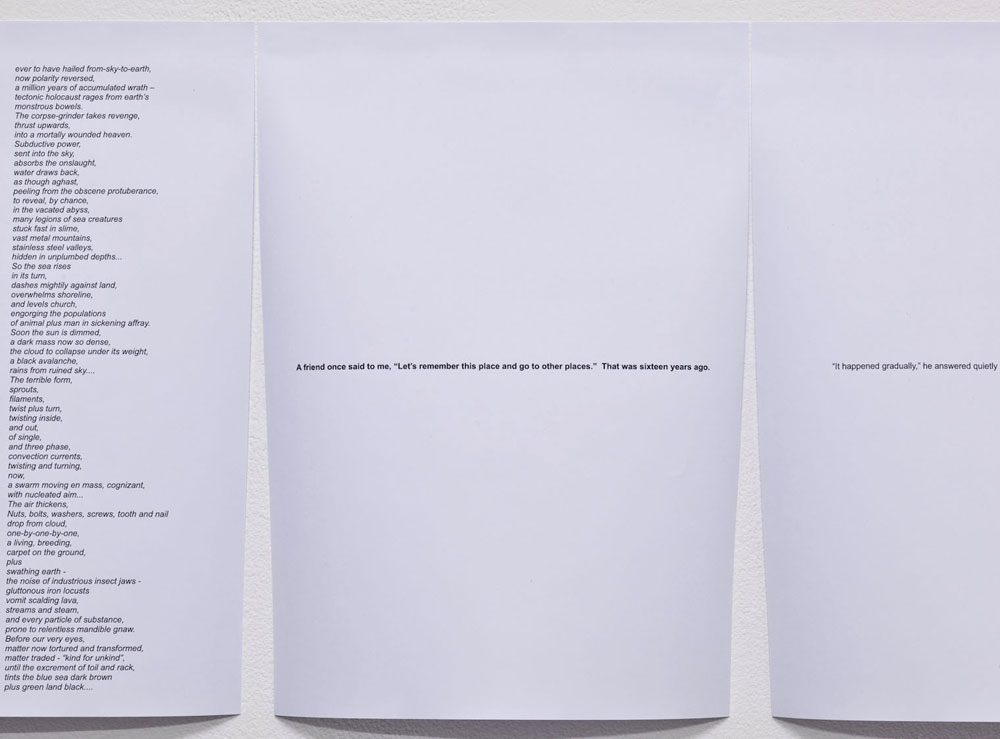 ever to have hailed from-sky-to-earth,
now polarity reversed,
a million years of accumulated wrath –
tectonic holocaust rages from earth's
monstrous bowels.
The corpse-grinder takes revenge,
thrust upwards,
into a mortally wounded heaven.
Subductive power,
sent into the sky,
absorbs the onslaught,
water draws back,
as though aghast,
peeling from the obscene protuberance,
to reveal, by chance,
in the vacated abyss,
many legions of sea creatures
stuck fast in slime,
vast metal mountains,
stainless steel valleys,
hidden in unplumbed depths...
So the sea rises
in its turn,
dashes mightily against land,
overwhelms shoreline,
and levels church,
engorging the populations
of animal plus man in sickening affray.
Soon the sun is dimmed,
a dark mass now so dense,
the cloud to collapse under its weight,
a black avalanche,
rains from ruined sky....
The terrible form,
sprouts,
filaments,
twist plus turn,
twisting inside,
and out,
of single,
and three phase,
convection currents,
twisting and turning,
now,
a swarm moving en mass, cognizant,
with nucleated aim...
The air thickens,
Nuts, bolts, washers, screws, tooth and nail
drop from cloud,
one-by-one-by-one,
a living, breeding,
carpet on the ground,
plus
swathing earth -
the noise of industrious insect jaws -
gluttonous iron locusts
vomit scalding lava,
streams and steam,
and every particle of substance,
prone to relentless mandible gnaw.
Before our very eyes,
matter now tortured and transformed,
matter traded - "kind for unkind",
until the excrement of toil and rack,
tints the blue sea dark brown
plus green land black....
A friend once said to me, “Let's remember this place and go to other places.”  That was sixteen years ago.
“It happened gradually,” he answered quietly